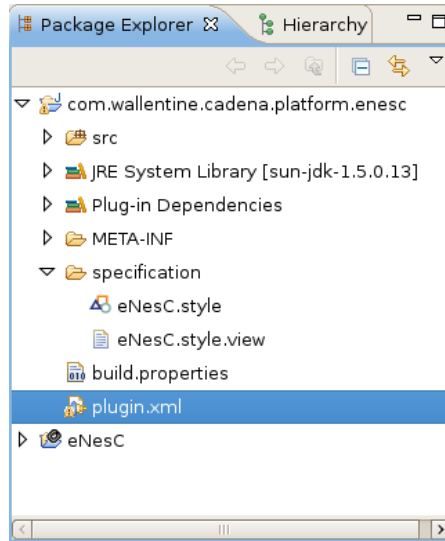 Package Explorer Hierarchy
com.wallentine.cadena.platform.enesc
src
JRE System Library [sun-jdk-1.5.0.13]
Plug-in Dependencies
META-INF
specification
eNesC.style
eNesC.style.view
build.properties
plugin.xml
eNesC